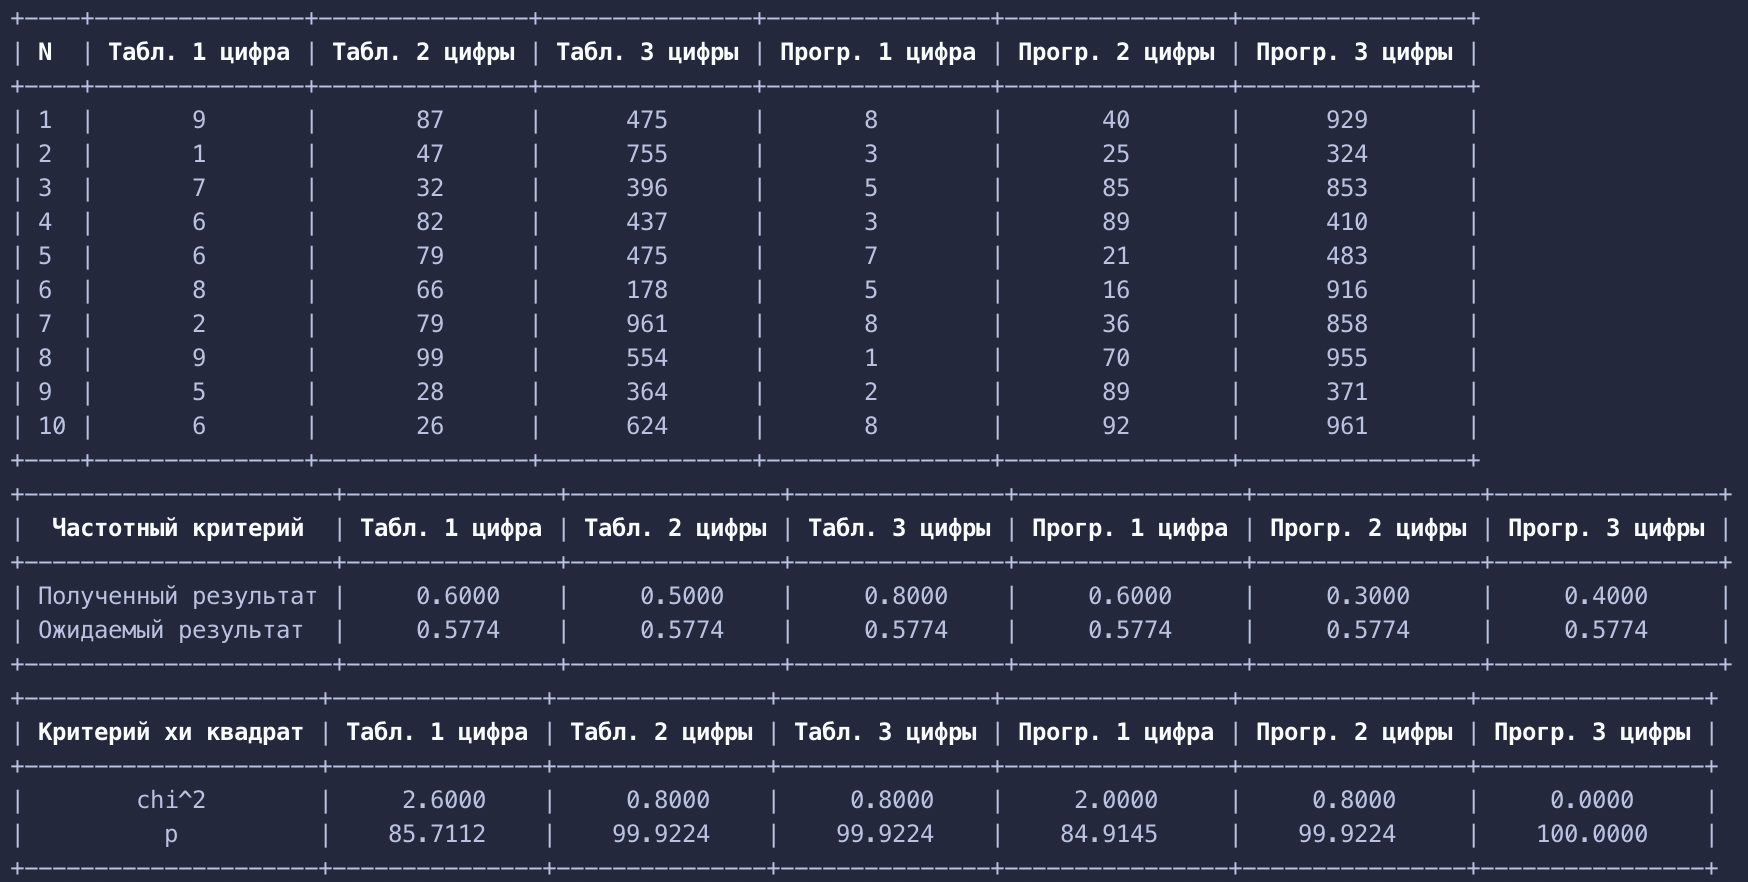 | N | Табл. 1 цифра | Табл. 2 цифры | Табл. 3 цифры | Прогр. 1 цифра | Прогр. 2 цифры | Прогр. 3 цифры |
| 1 | 9 | 87 | 475 | 8 | 40 | 929 |
| 2 | 1 | 47 | 755 | 3 | 25 | 324 |
| 3 | 7 | 32 | 396 | 5 | 85 | 853 |
| 4 | 6 | 82 | 437 | 3 | 89 | 410 |
| 5 | 6 | 79 | 475 | 7 | 21 | 483 |
| 6 | 8 | 66 | 178 | 5 | 16 | 916 |
| 7 | 2 | 79 | 961 | 8 | 36 | 858 |
| 8 | 9 | 99 | 554 | 1 | 70 | 955 |
| 9 | 5 | 28 | 364 | 2 | 89 | 371 |
| 10 | 6 | 26 | 624 | 8 | 92 | 961 |
| Частотный критерий | Табл. 1 цифра | Табл. 2 цифры | Табл. 3 цифры | Прогр. 1 цифра | Прогр. 2 цифры | Прогр. 3 цифры |
| Полученный результат | 0.6000 | 0.5000 | 0.8000 | 0.6000 | 0.3000 | 0.4000 |
| Ожидаемый результат | 0.5774 | 0.5774 | 0.5774 | 0.5774 | 0.5774 | 0.5774 |
| Критерий хи квадрат | Табл. 1 цифра | Табл. 2 цифры | Табл. 3 цифры | Прогр. 1 цифра | Прогр. 2 цифры | Прогр. 3 цифры |
| chi^2 | 2.6000 | 0.8000 | 0.8000 | 2.0000 | 0.8000 | 0.0000 |
| p | 85.7112 | 99.9224 | 99.9224 | 84.9145 | 99.9224 | 100.0000 |